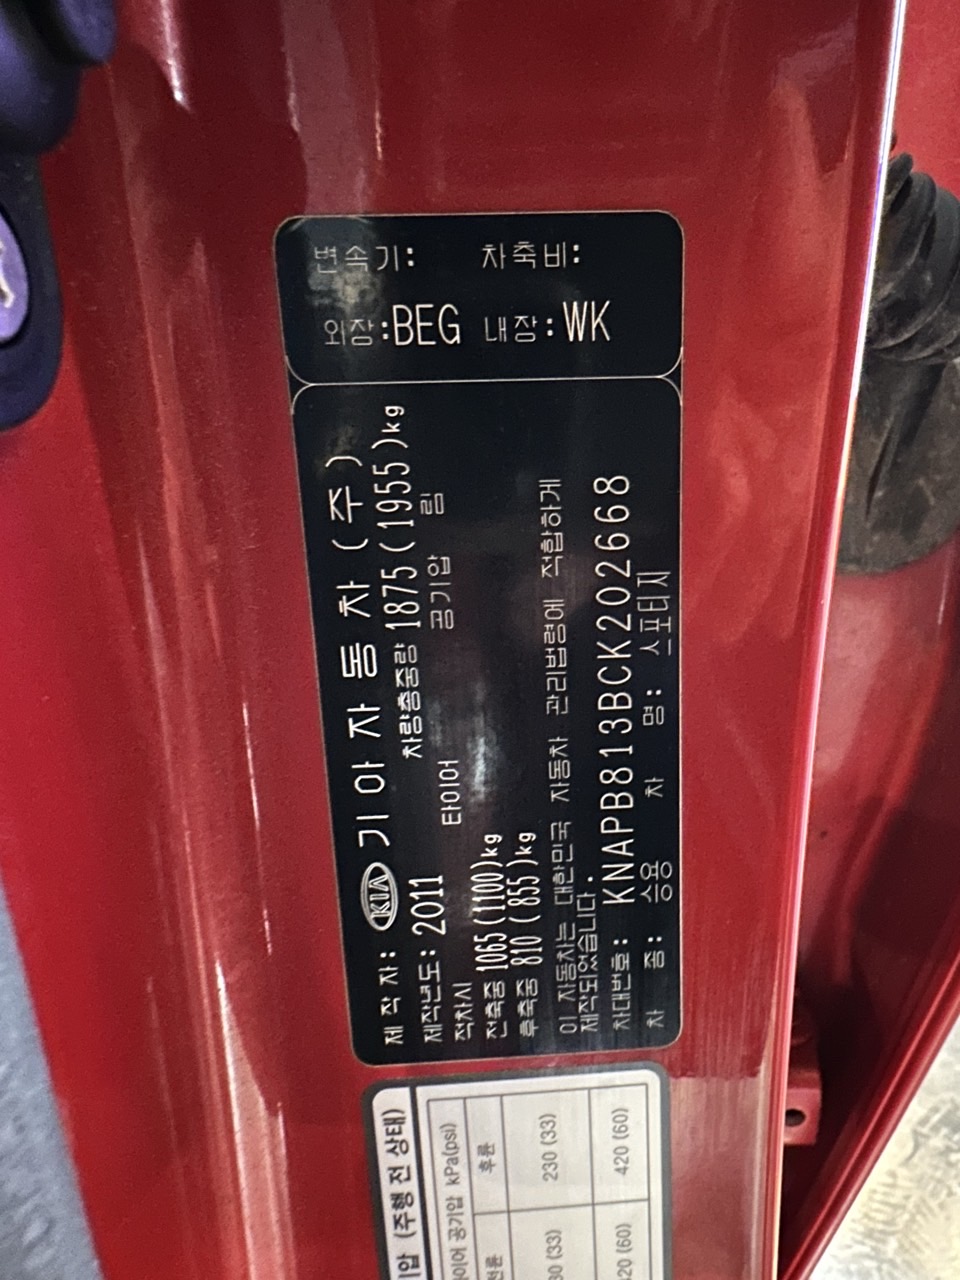 변속기: 차축비:
외장:BEG 내장:WK
제 작 자: KIA 기 아 자 동 차 (주)
제작년도: 2011 차량총중량 1875(1955)kg
적차시 타이어 공기압 림
전축중 1065(1100)kg
후축중 810(855)kg
이 자동차는 대한민국 자동차 관리법령에 적합하게
제작되었습니다.
차대번호: KNAPB813BCK202668
차 종: 승용 차 명: 스포티지
(주행 전 상태)
공기압 kPa(psi)
후륜
230 (33)
420 (60)